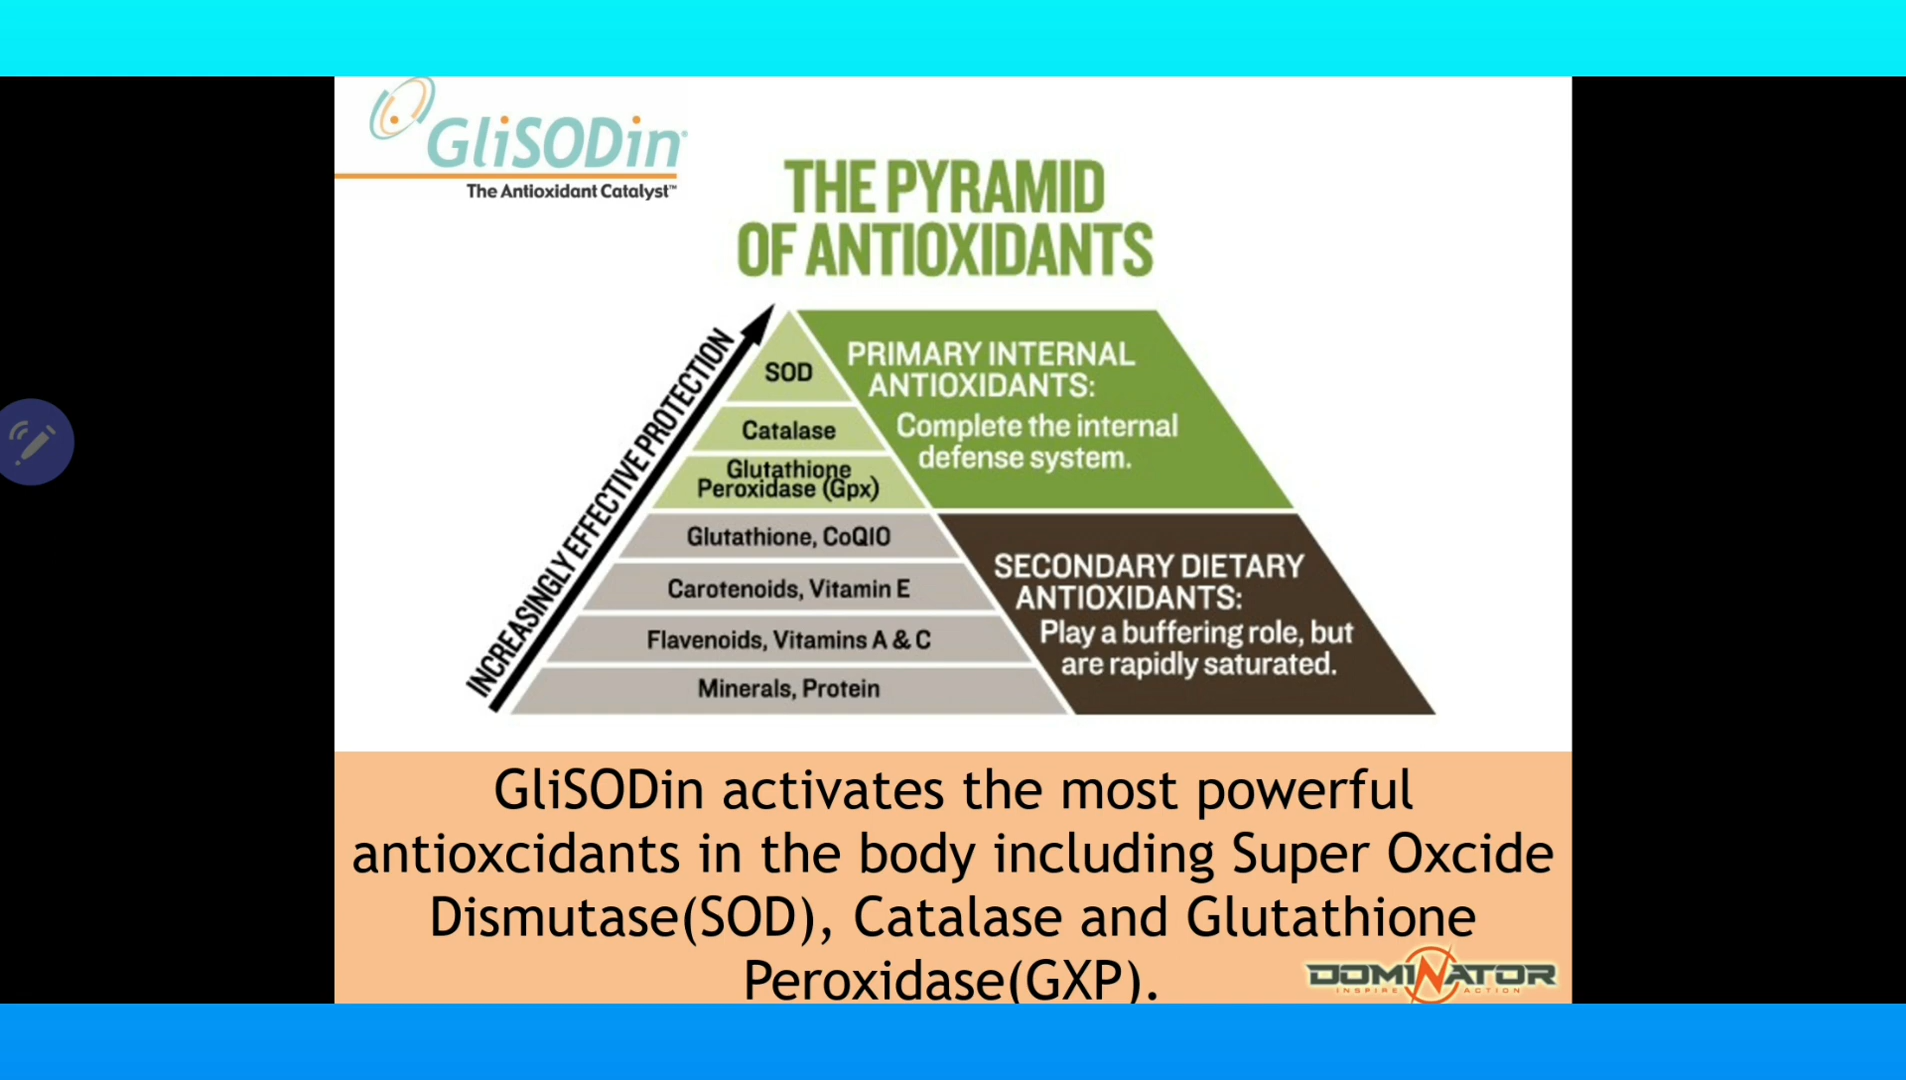 GliSODin®
The Antioxidant Catalyst™
THE PYRAMID
OF ANTIOXIDANTS
INCREASINGLY EFFECTIVE PROTECTION
SOD
Catalase
Glutathione
Peroxidase (Gpx)
Glutathione, CoQ10
Carotenoids, Vitamin E
Flavenoids, Vitamins A & C
Minerals, Protein
PRIMARY INTERNAL
ANTIOXIDANTS:
Complete the internal
defense system.
SECONDARY DIETARY
ANTIOXIDANTS:
Play a buffering role, but
are rapidly saturated.
GliSODin activates the most powerful
antioxcidants in the body including Super Oxcide
Dismutase(SOD), Catalase and Glutathione
Peroxidase(GXP).
DOMINATOR
INSPIRE ACTION